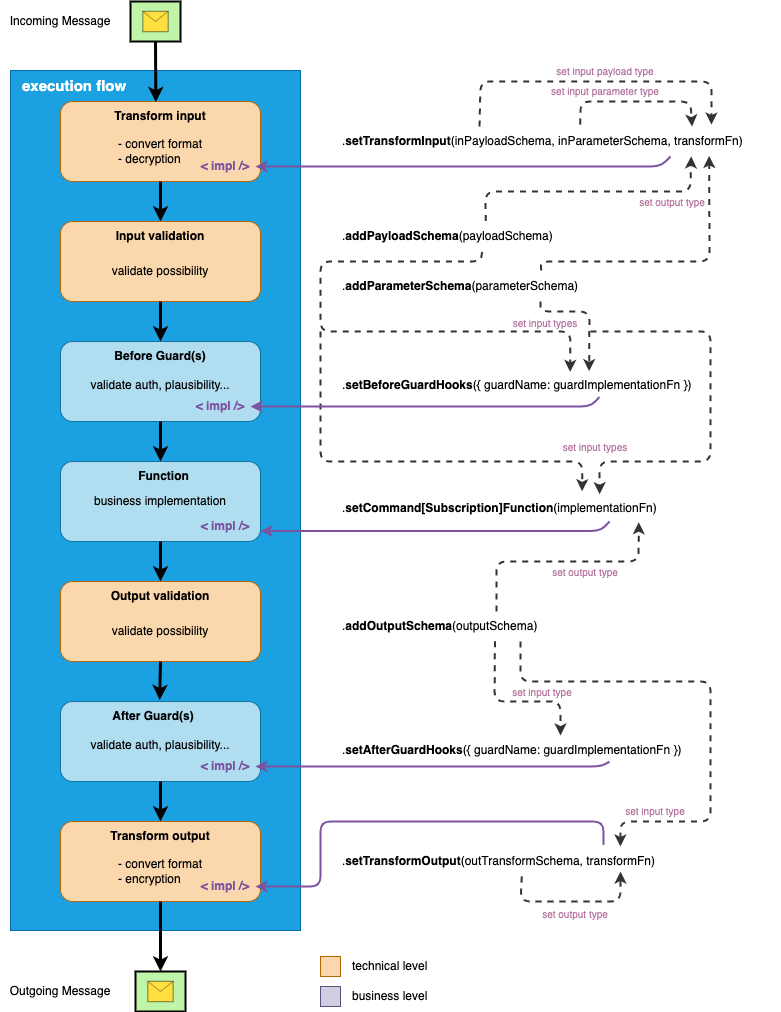 Incoming Message
execution flow
Transform input
- convert format
- decryption
< impl />
Input validation
validate possibility
Before Guard(s)
validate auth, plausibility...
< impl />
Function
business implementation
< impl />
Output validation
validate possibility
After Guard(s)
validate auth, plausibility...
< impl />
Transform output
- convert format
- encryption
< impl />
Outgoing Message
set input payload type
set input parameter type
.setTransformInput(inPayloadSchema, inParameterSchema, transformFn)
set output type
.addPayloadSchema(payloadSchema)
.addParameterSchema(parameterSchema)
set input types
.setBeforeGuardHooks({ guardName: guardImplementationFn })
set input types
.setCommand[Subscription]Function(implementationFn)
set output type
.addOutputSchema(outputSchema)
set input type
.setAfterGuardHooks({ guardName: guardImplementationFn })
set input type
.setTransformOutput(outTransformSchema, transformFn)
set output type
technical level
business level